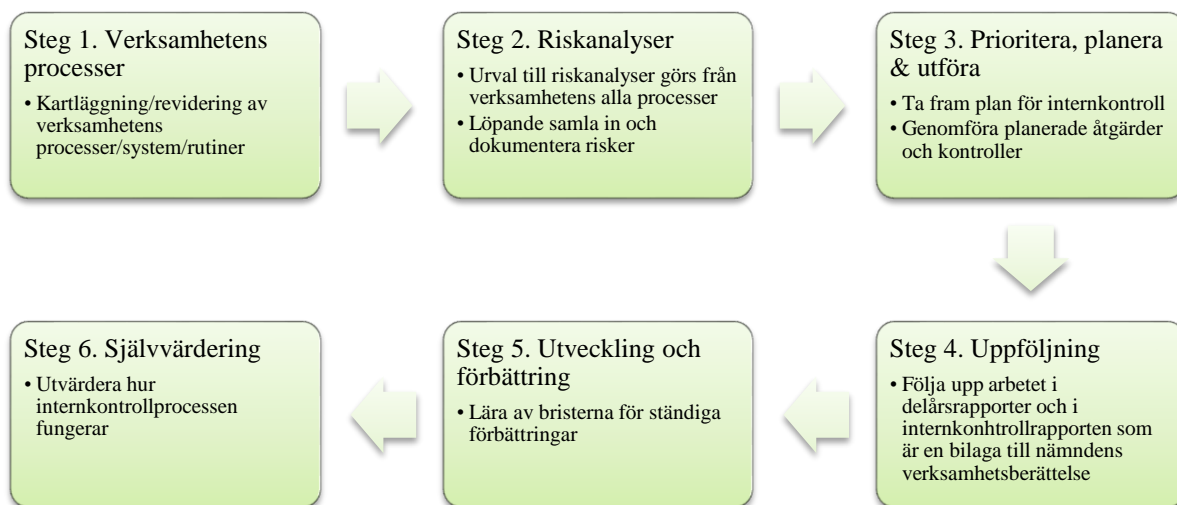 Steg 1. Verksamhetens
processer
• Kartläggning/revidering av
verksamhetens
processer/system/rutiner
Steg 2. Riskanalyser
• Urval till riskanalyser görs från
verksamhetens alla processer
• Löpande samla in och
dokumentera risker
Steg 3. Prioritera, planera
& utföra
• Ta fram plan för internkontroll
• Genomföra planerade åtgärder
och kontroller
Steg 4. Uppföljning
• Följa upp arbetet i
delårsrapporter och i
internkonhtrollrapporten som
är en bilaga till nämndens
verksamhetsberättelse
Steg 5. Utveckling och
förbättring
• Lära av bristerna för ständiga
förbättringar
Steg 6. Självvärdering
• Utvärdera hur
internkontrollprocessen
fungerar